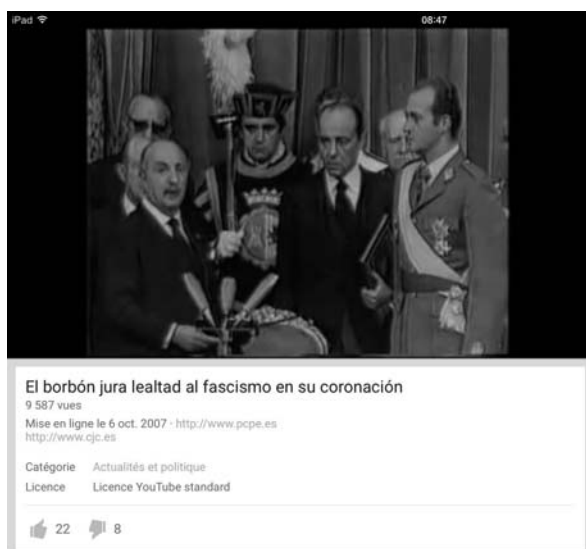 iPad
08:47
El borbón jura lealtad al fascismo en su coronación
9 587 vues
Mise en ligne le 6 oct. 2007 · http://www.pcpe.es
http://www.cjc.es
Catégorie Actualités et politique
Licence Licence YouTube standard
22 8